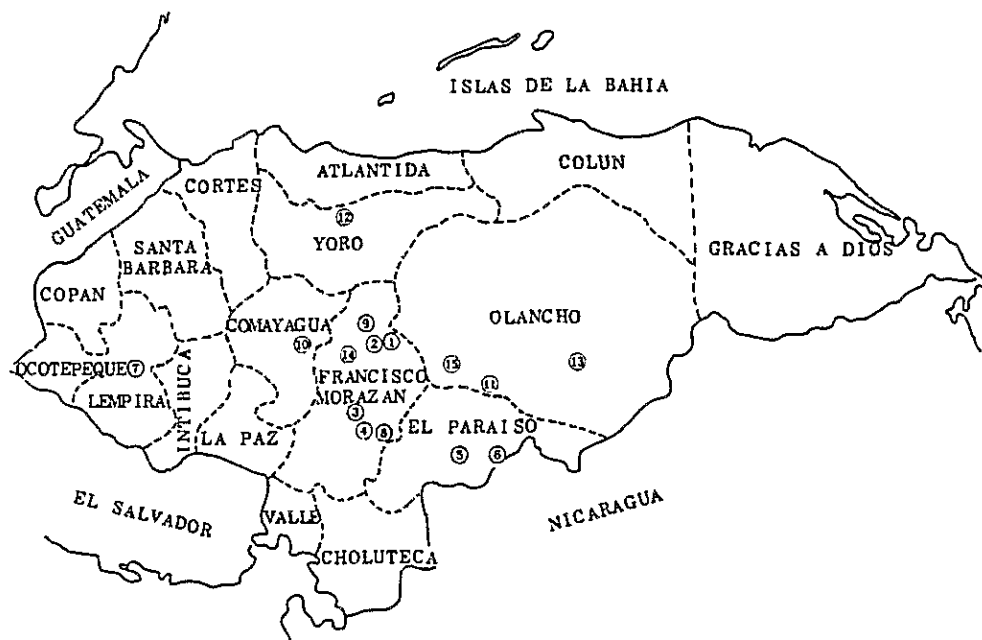 ISLAS DE LA BAHIA
ATLANTIDA
COLUN
CORTES
GUATEMALA
⑫
YORO
SANTA
BARBARA
GRACIAS A DIOS
COPAN
COMAYAGUA
OLANCHO
⑨
⑩
②
①
⑭
⑮
⑬
OCOTEPEQUE
⑦
FRANCISCO
MORAZAN
⑪
LEMPIRA
INTIBUCA
③
④
⑧
EL PARAISO
LA PAZ
⑤
⑥
EL SALVADOR
VALLE
NICARAGUA
CHOLUTECA